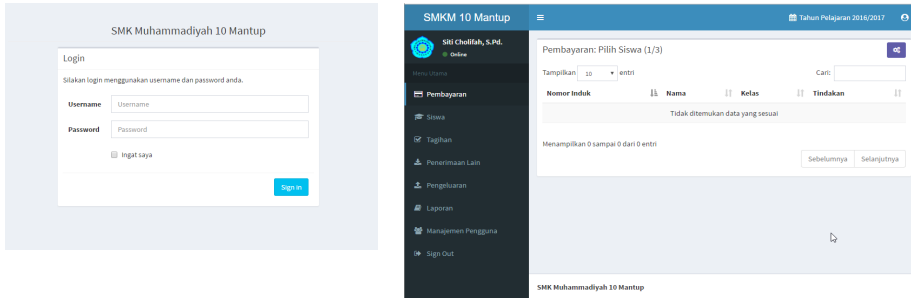 SMK Muhammadiyah 10 Mantup
Login
Silakan login menggunakan username dan password anda.
Username Username
Password Password
Ingat saya
Sign in
SMKM 10 Mantup
Tahun Pelajaran 2016/2017
Siti Cholifah, S.Pd.
Online
Menu Utama
Pembayaran
Siswa
Tagihan
Penerimaan Lain
Pengeluaran
Laporan
Manajemen Pengguna
Sign Out
Pembayaran: Pilih Siswa (1/3)
Tampilkan 10 entri Cari:
Nomor Induk Nama Kelas Tindakan
Tidak ditemukan data yang sesuai
Menampilkan 0 sampai 0 dari 0 entri
Sebelumnya Selanjutnya
SMK Muhammadiyah 10 Mantup